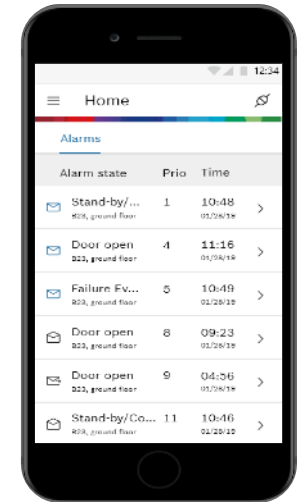 12:34
Home
Alarms
Alarm state Prio Time
Stand-by/... 1 10:48
B23, ground floor 01/28/19
Door open 4 11:16
B23, ground floor 01/28/19
Failure Ev... 5 10:49
B23, ground floor 01/28/19
Door open 8 09:23
B23, ground floor 01/28/19
Door open 9 04:56
B23, ground floor 01/28/19
Stand-by/Co... 11 10:46
B23, ground floor 01/28/19